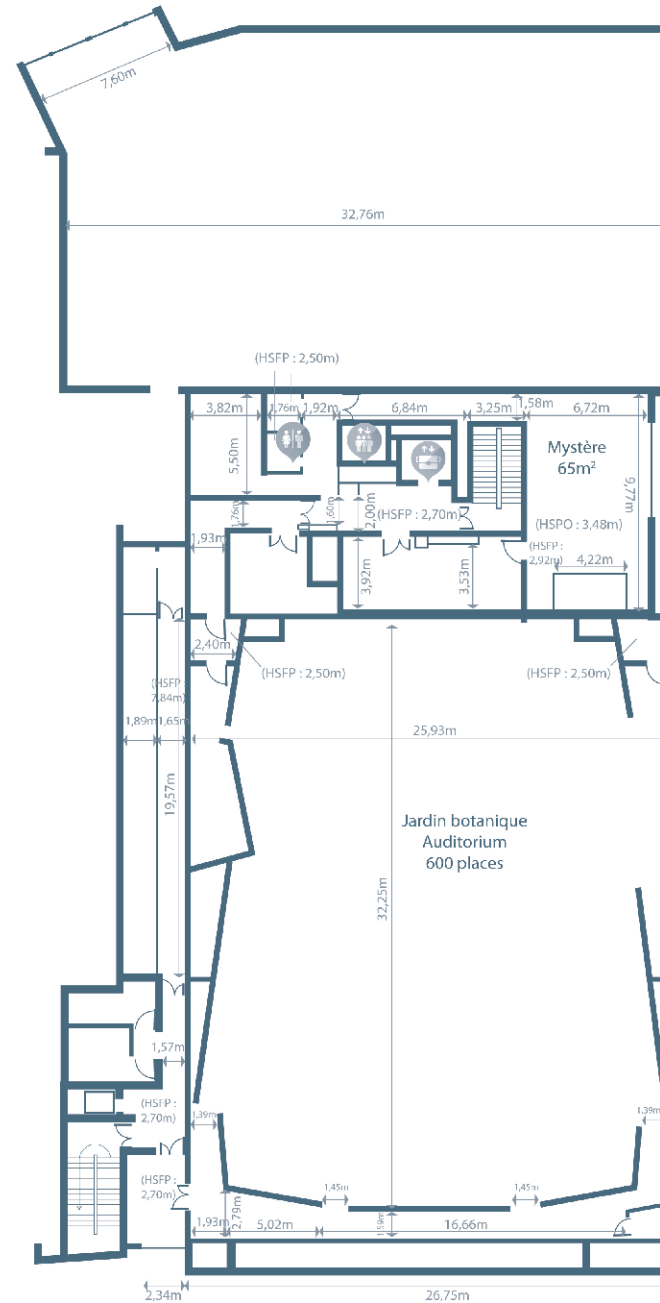 7,60m
32,76m
(HSFP : 2,50m)
3,82m
1,76m
1,92m
6,84m
3,25m
1,58m
6,72m
5,50m
Mystère
65m²
9,77m
1,76m
1,60m
2,00m
(HSFP : 2,70m)
(HSPO : 3,48m)
1,93m
3,92m
3,53m
(HSFP :
2,92m)
4,22m
2,40m
(HSFP : 2,50m)
(HSFP : 2,50m)
(HSFP :
7,84m)
1,89m
1,65m
25,93m
19,57m
Jardin botanique
Auditorium
600 places
32,25m
1,57m
(HSFP :
2,70m)
1,39m
1,39m
(HSFP :
2,70m)
1,45m
1,45m
1,93m
2,79m
5,02m
1,59m
16,66m
2,34m
26,75m